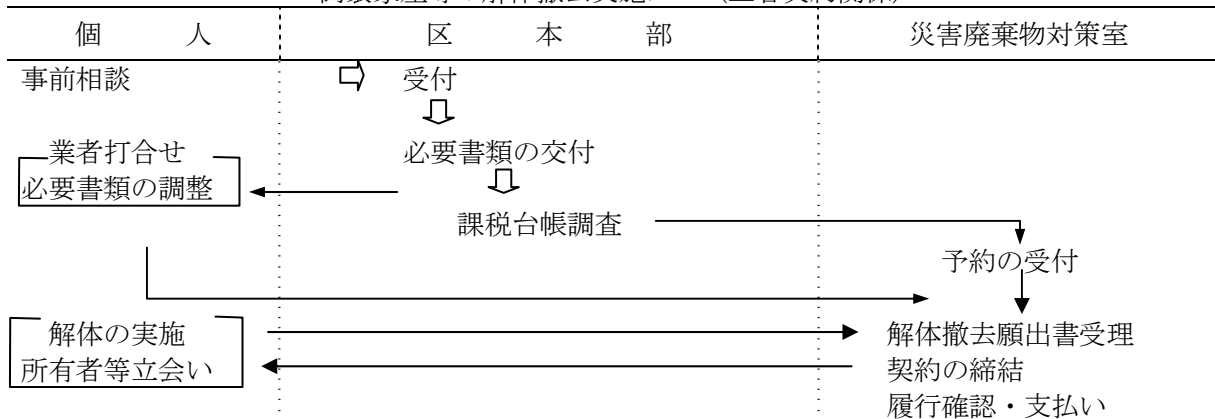 個 人 区 本 部 災害廃棄物対策室
事前相談 受付
業者打合せ 必要書類の交付
必要書類の調整
課税台帳調査
予約の受付
解体の実施 解体撤去願出書受理
所有者等立会い 契約の締結
履行確認・支払い